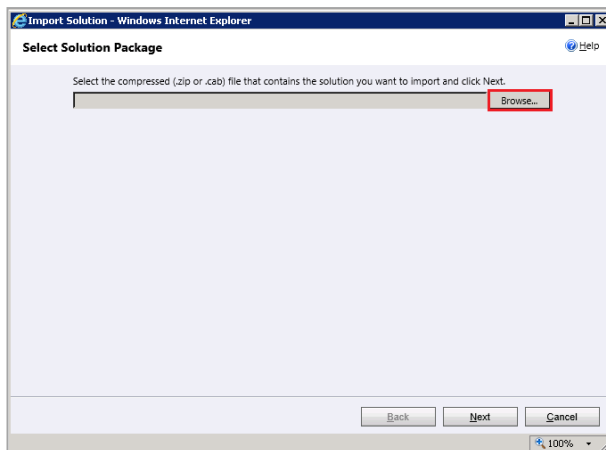 Import Solution - Windows Internet Explorer
Select Solution Package
Help
Select the compressed (.zip or .cab) file that contains the solution you want to import and click Next.
Browse...
Back Next Cancel
100%